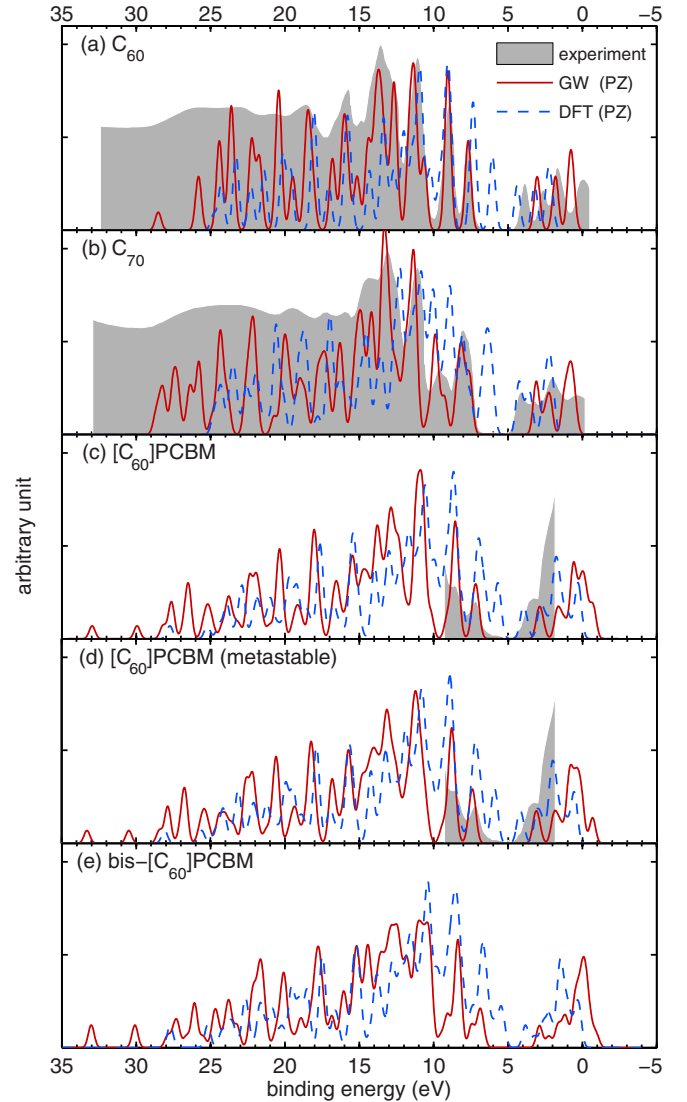 35 30 25 20 15 10 5 0 −5
(a) C60
experiment
GW (PZ)
DFT (PZ)
(b) C70
(c) [C60]PCBM
(d) [C60]PCBM (metastable)
(e) bis−[C60]PCBM
arbitrary unit
35 30 25 20 15 10 5 0 −5
binding energy (eV)